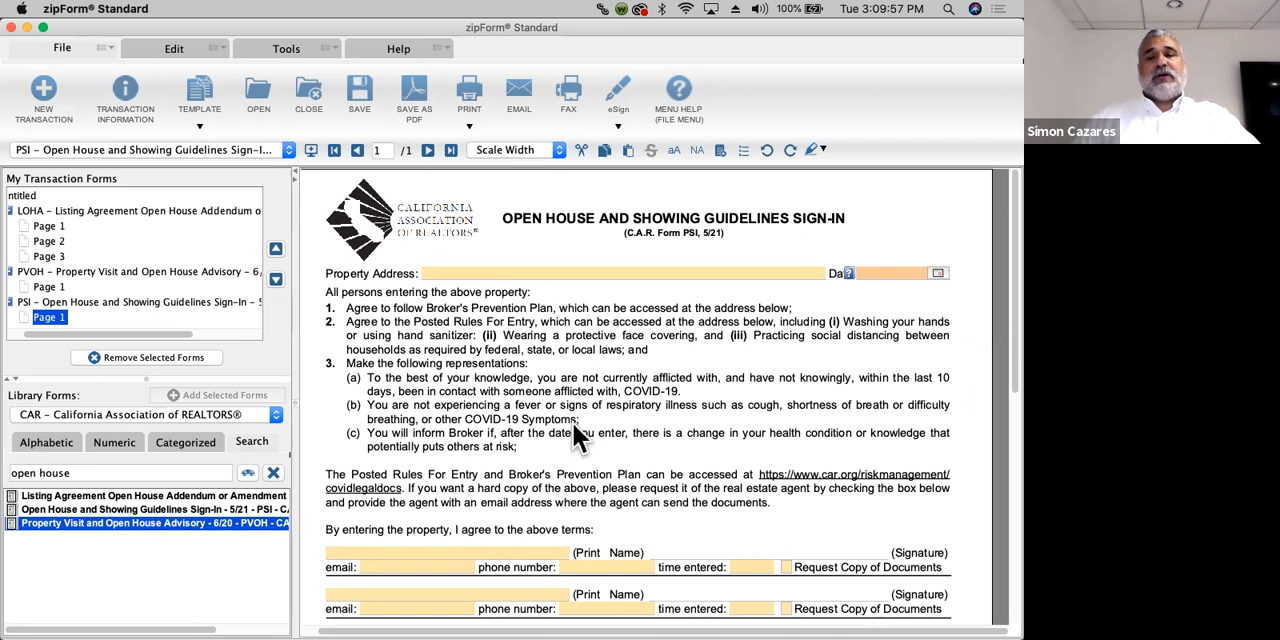 zipForm® Standard
100%
Tue 3:09:57 PM
zipForm® Standard
File
Edit
Tools
Help
NEW TRANSACTION
TRANSACTION INFORMATION
TEMPLATE
OPEN
CLOSE
SAVE
SAVE AS PDF
PRINT
EMAIL
FAX
eSign
MENU HELP (FILE MENU)
PSI - Open House and Showing Guidelines Sign-I...
1
/1
Scale Width
aA
NA
My Transaction Forms
ntitled
LOHA - Listing Agreement Open House Addendum o
Page 1
Page 2
Page 3
PVOH - Property Visit and Open House Advisory - 6/
Page 1
PSI - Open House and Showing Guidelines Sign-In - 5
Page 1
Remove Selected Forms
Library Forms:
Add Selected Forms
CAR - California Association of REALTORS®
Alphabetic
Numeric
Categorized
Search
open house
Listing Agreement Open House Addendum or Amendment
Open House and Showing Guidelines Sign-In - 5/21 - PSI - C
Property Visit and Open House Advisory - 6/20 - PVOH - CA
CALIFORNIA
ASSOCIATION
OF REALTORS®
OPEN HOUSE AND SHOWING GUIDELINES SIGN-IN
(C.A.R. Form PSI, 5/21)
Property Address:
Da
All persons entering the above property:
1. Agree to follow Broker's Prevention Plan, which can be accessed at the address below;
2. Agree to the Posted Rules For Entry, which can be accessed at the address below, including (i) Washing your hands
or using hand sanitizer: (ii) Wearing a protective face covering, and (iii) Practicing social distancing between
households as required by federal, state, or local laws; and
3. Make the following representations:
(a) To the best of your knowledge, you are not currently afflicted with, and have not knowingly, within the last 10
days, been in contact with someone afflicted with, COVID-19.
(b) You are not experiencing a fever or signs of respiratory illness such as cough, shortness of breath or difficulty
breathing, or other COVID-19 Symptoms;
(c) You will inform Broker if, after the date you enter, there is a change in your health condition or knowledge that
potentially puts others at risk;
The Posted Rules For Entry and Broker's Prevention Plan can be accessed at https://www.car.org/riskmanagement/
covidlegaldocs. If you want a hard copy of the above, please request it of the real estate agent by checking the box below
and provide the agent with an email address where the agent can send the documents.
By entering the property, I agree to the above terms:
(Print Name) (Signature)
email: phone number: time entered: Request Copy of Documents
(Print Name) (Signature)
email: phone number: time entered: Request Copy of Documents
Simon Cazares